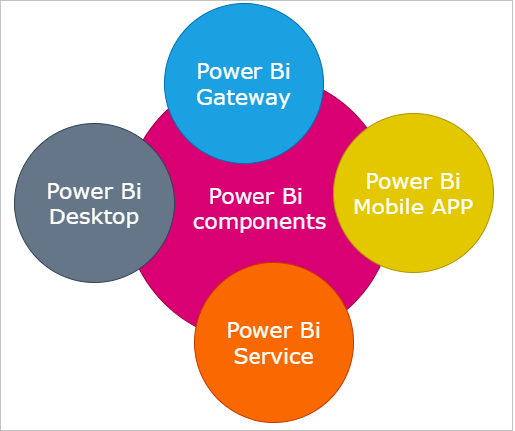 Power Bi
Gateway
Power Bi
Mobile APP
Power Bi
Desktop
Power Bi
components
Power Bi
Service